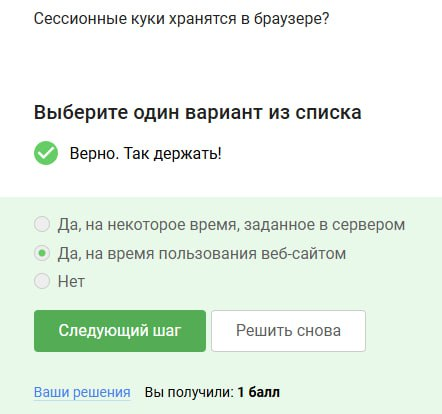 Сессионные куки хранятся в браузере?
Выберите один вариант из списка
Верно. Так держать!
Да, на некоторое время, заданное в сервером
Да, на время пользования веб-сайтом
Нет
Следующий шаг Решить снова
Ваши решения Вы получили: 1 балл